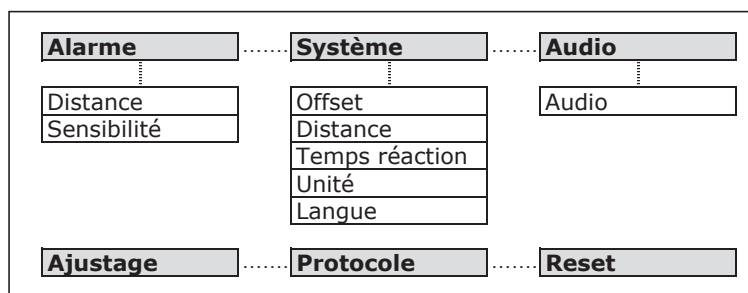 Alarme ....... Système ....... Audio
Distance Offset Audio
Sensibilité Distance
Temps réaction
Unité
Langue
Ajustage ....... Protocole ....... Reset